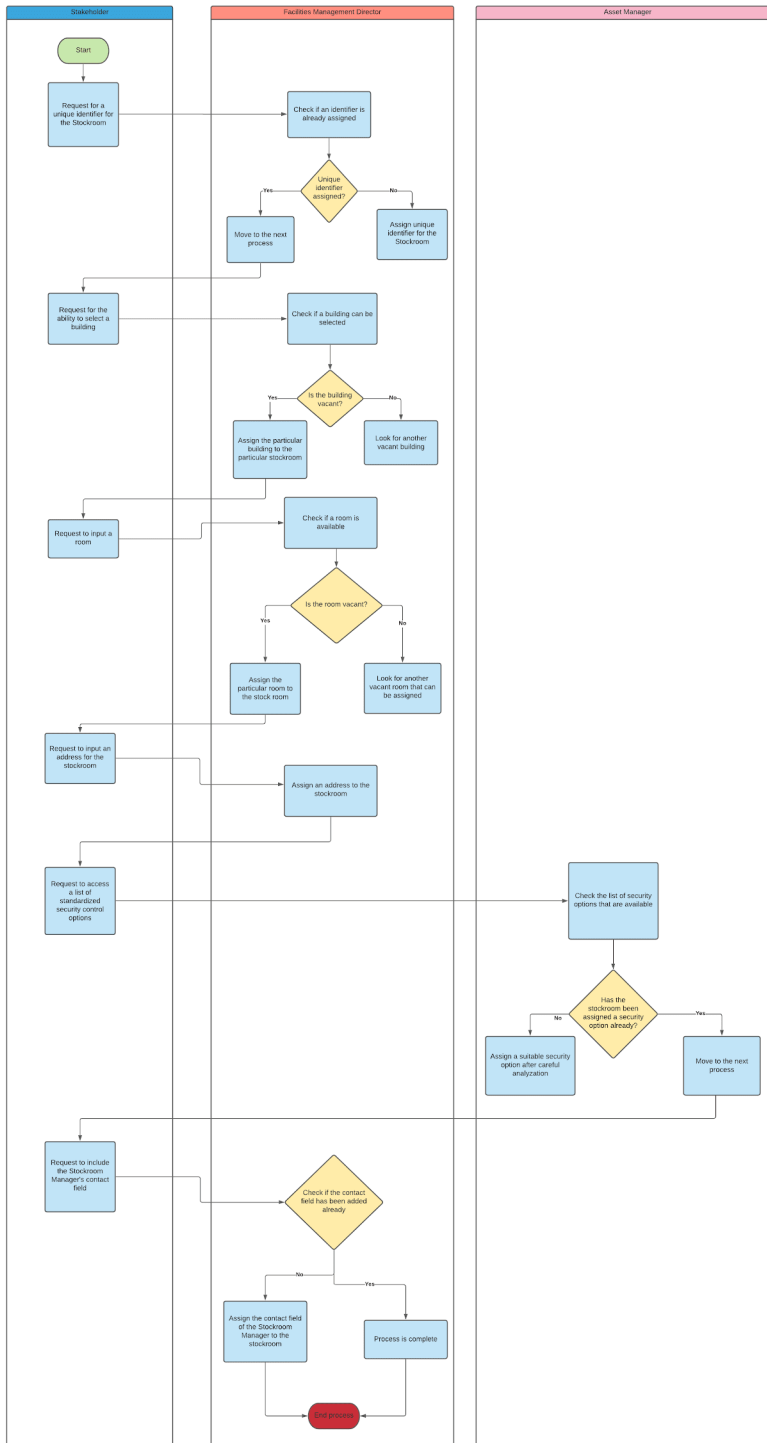 Stakeholder
Facilities Management Director
Asset Manager
Start
Request for a
unique identifier for
the Stockroom
Check if an identifier is
already assigned
Unique
identifier
assigned?
Yes
No
Move to the next
process
Assign unique
identifier for the
Stockroom
Request for the
ability to select a
building
Check if a building can be
selected
Is the building
vacant?
Yes
No
Assign the particular
building to the
particular stockroom
Look for another
vacant building
Request to input a
room
Check if a room is
available
Is the room vacant?
Yes
No
Assign the
particular room to
the stock room
Look for another
vacant room that can
be assigned
Request to input an
address for the
stockroom
Assign an address to the
stockroom
Request to access
a list of
standardized
security control
options
Check the list of security
options that are available
Has the
stockroom been
assigned a security
option already?
No
Yes
Assign a suitable security
option after careful
analyzation
Move to the next
process
Request to include
the Stockroom
Manager's contact
field
Check if the contact
field has been added
already
No
Yes
Assign the contact field
of the Stockroom
Manager to the
stockroom
Process is complete
End process